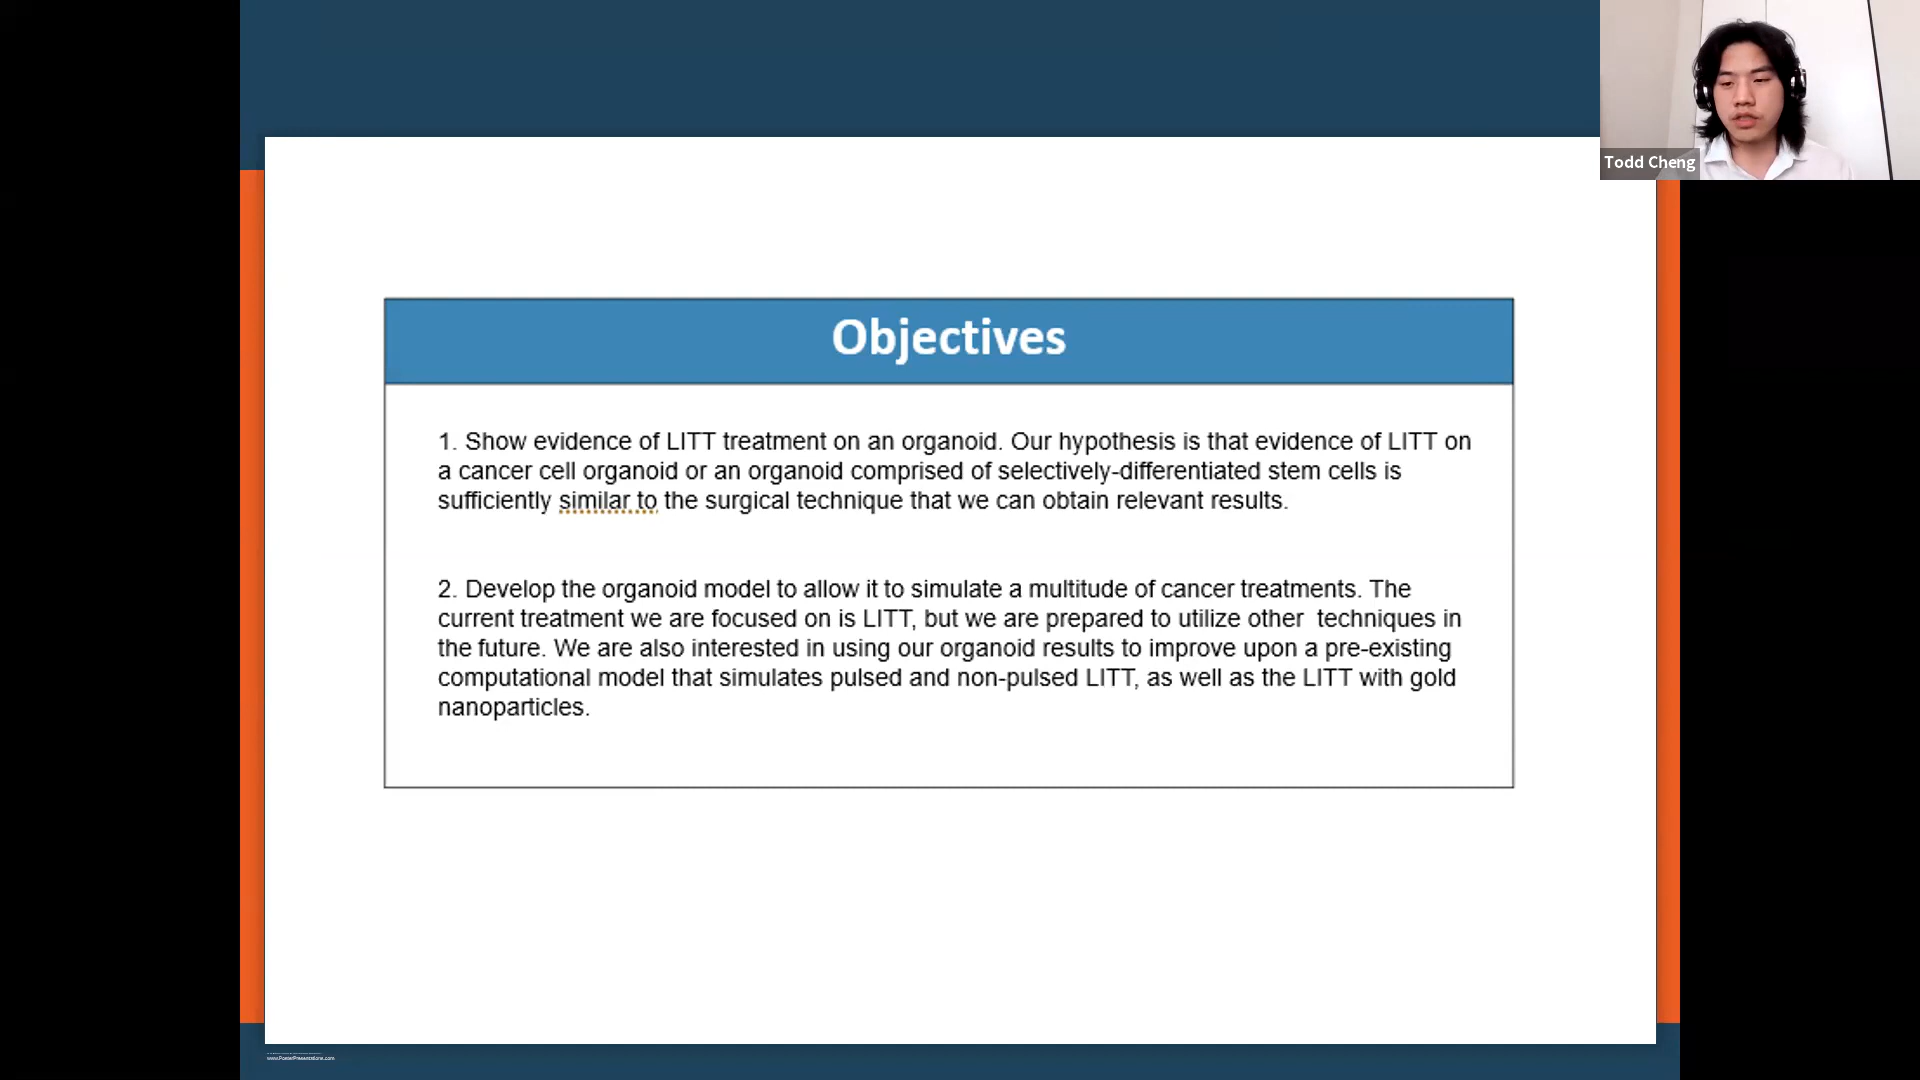 Todd Cheng
Objectives
1. Show evidence of LITT treatment on an organoid. Our hypothesis is that evidence of LITT on
a cancer cell organoid or an organoid comprised of selectively-differentiated stem cells is
sufficiently similar to the surgical technique that we can obtain relevant results.
2. Develop the organoid model to allow it to simulate a multitude of cancer treatments. The
current treatment we are focused on is LITT, but we are prepared to utilize other  techniques in
the future. We are also interested in using our organoid results to improve upon a pre-existing
computational model that simulates pulsed and non-pulsed LITT, as well as the LITT with gold
nanoparticles.
www.PosterPresentations.com